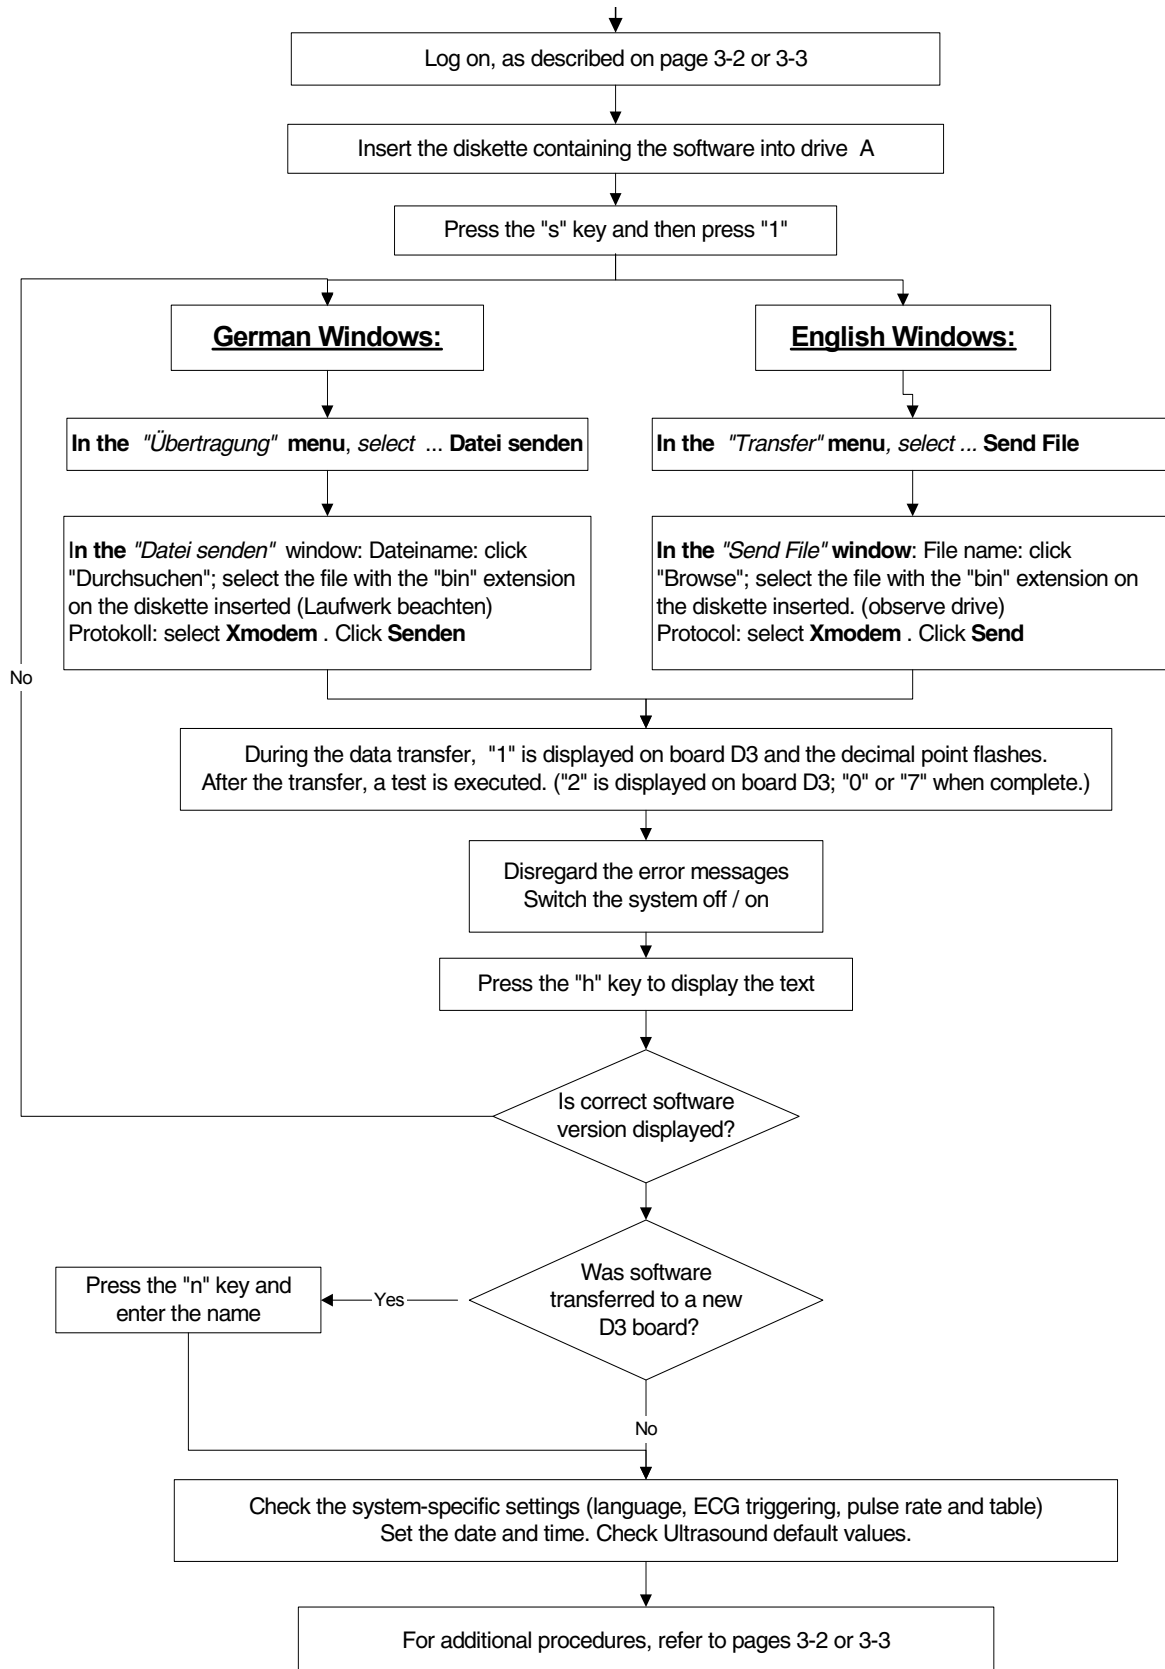 Log on, as described on page 3-2 or 3-3
Insert the diskette containing the software into drive A
Press the "s" key and then press "1"
German Windows:
English Windows:
In the "Übertragung" menu, select ... Datei senden
In the "Transfer" menu, select ... Send File
In the "Datei senden" window: Dateiname: click
"Durchsuchen"; select the file with the "bin" extension
on the diskette inserted (Laufwerk beachten)
Protokoll: select Xmodem . Click Senden
In the "Send File" window: File name: click
"Browse"; select the file with the "bin" extension on
the diskette inserted. (observe drive)
Protocol: select Xmodem . Click Send
No
During the data transfer, "1" is displayed on board D3 and the decimal point flashes.
After the transfer, a test is executed. ("2" is displayed on board D3; "0" or "7" when complete.)
Disregard the error messages
Switch the system off / on
Press the "h" key to display the text
Is correct software
version displayed?
Was software
transferred to a new
D3 board?
Yes
Press the "n" key and
enter the name
No
Check the system-specific settings (language, ECG triggering, pulse rate and table)
Set the date and time. Check Ultrasound default values.
For additional procedures, refer to pages 3-2 or 3-3